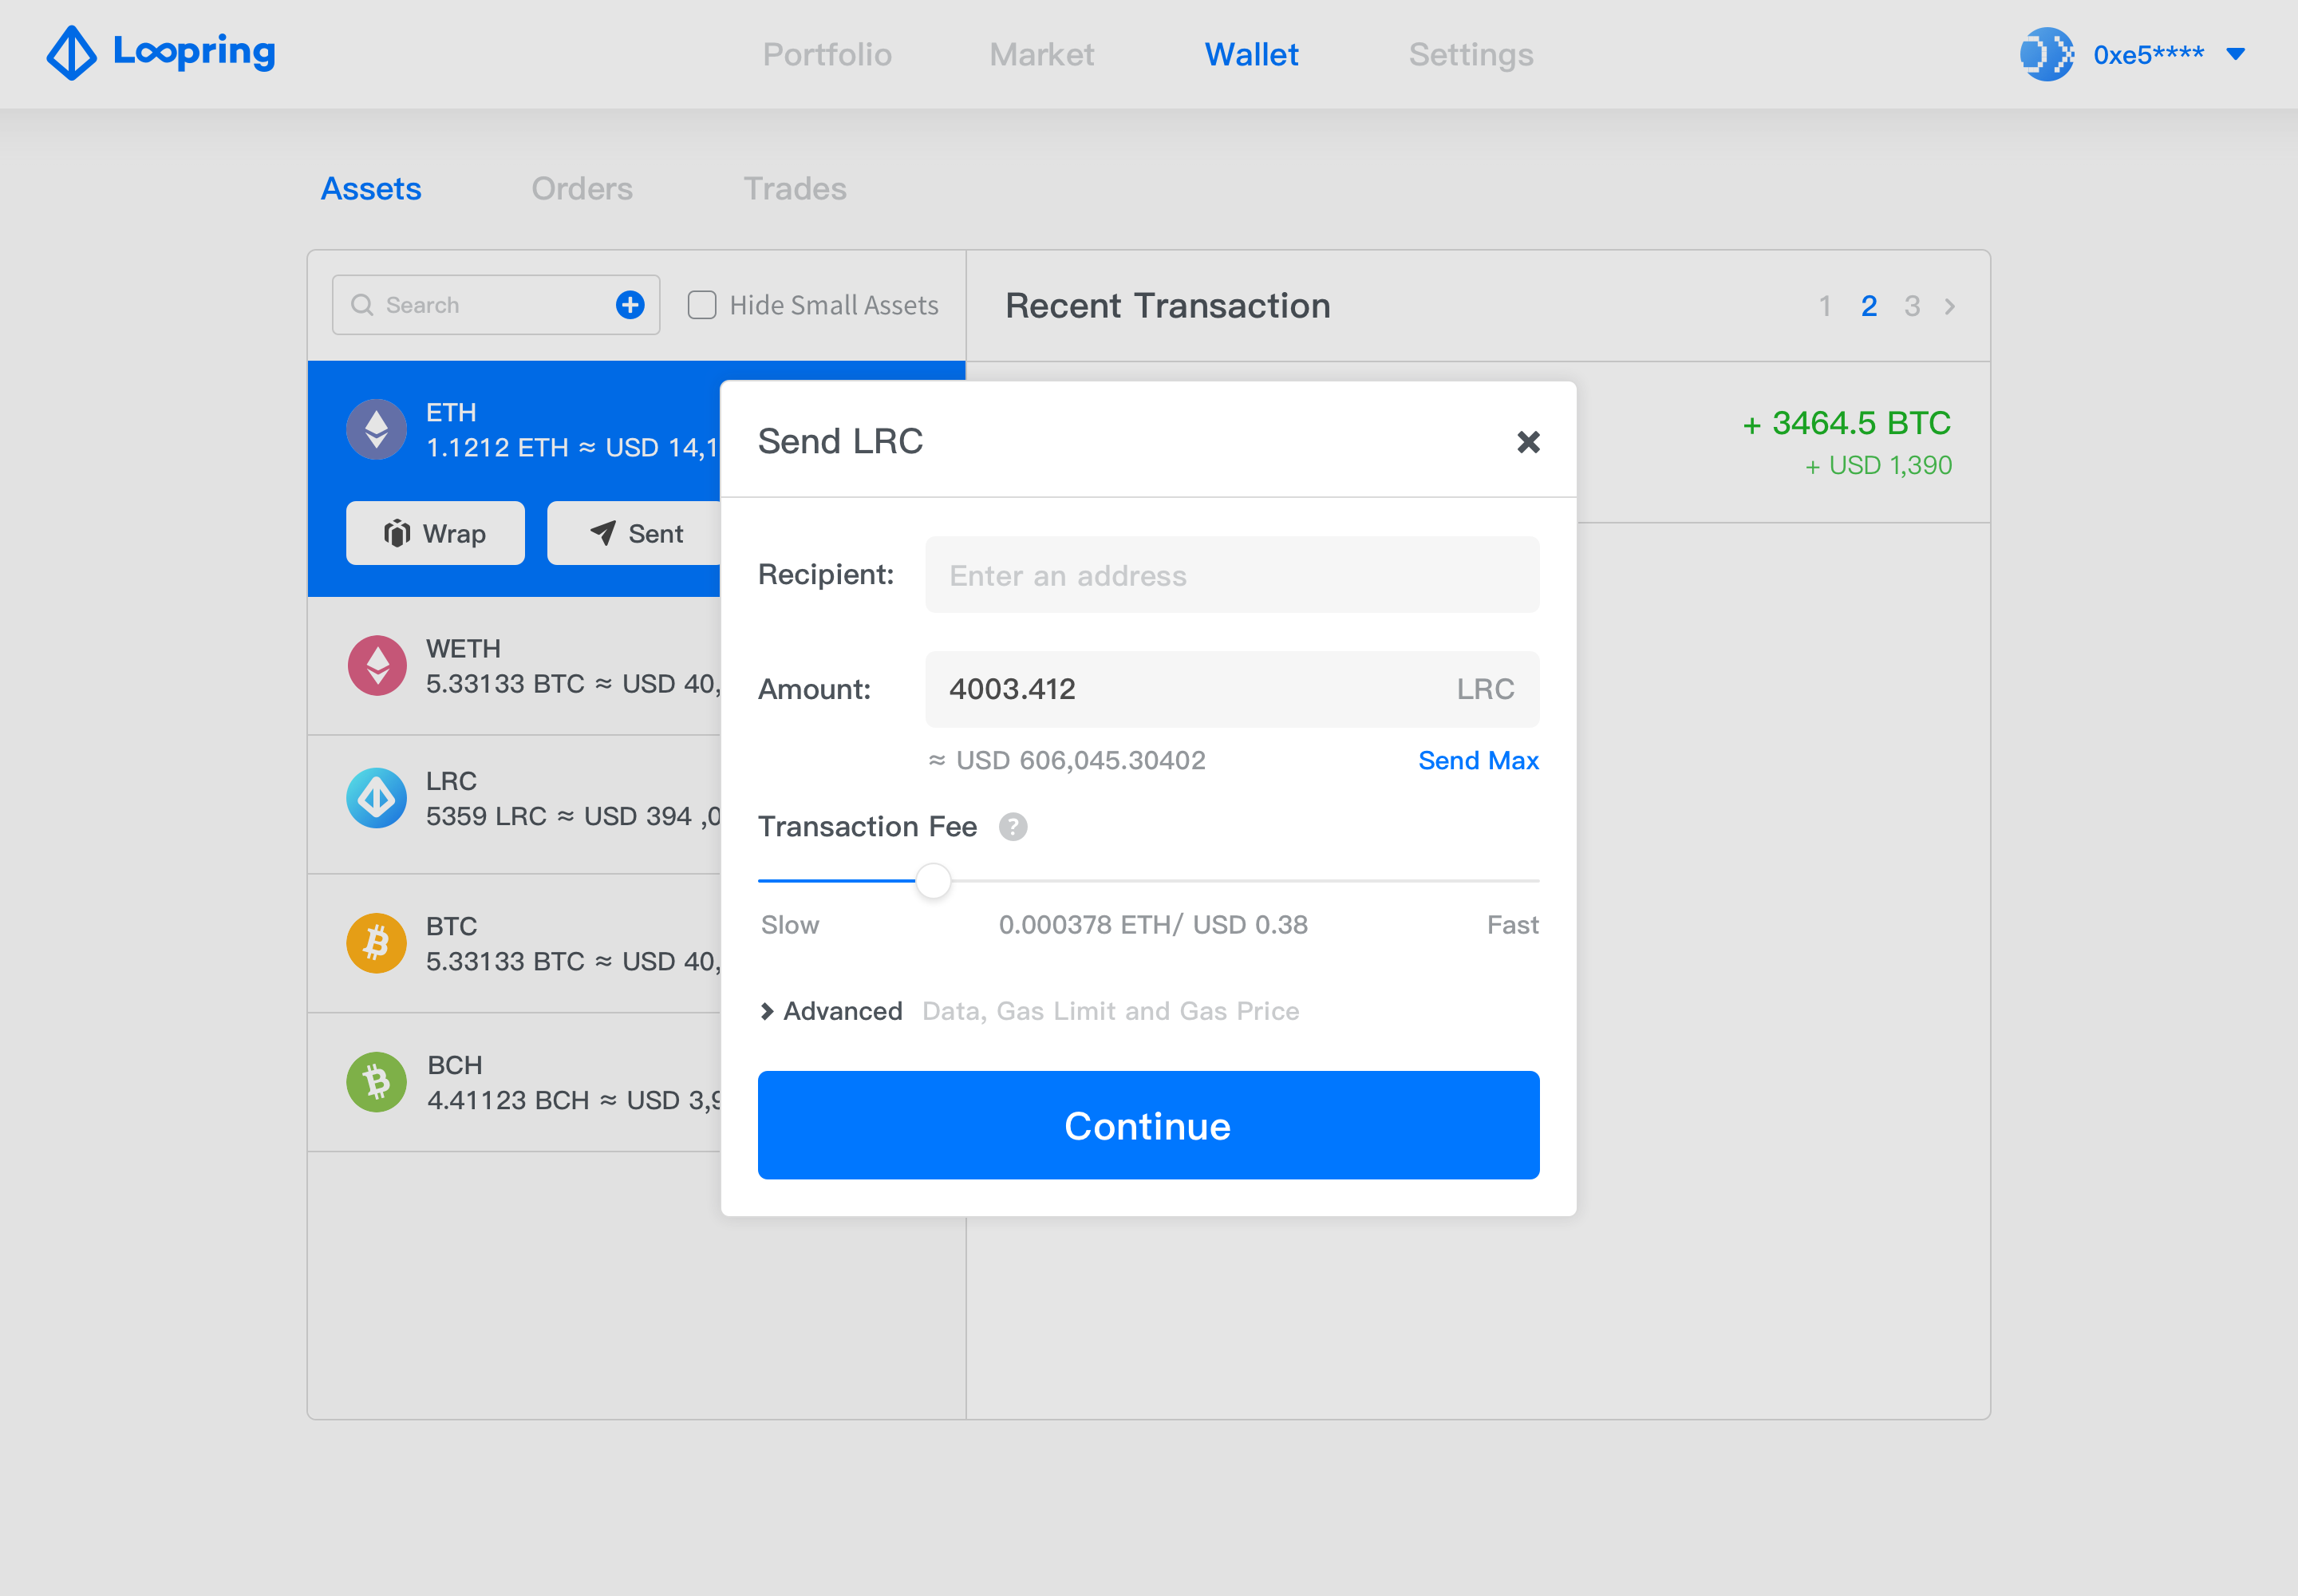 Loopring
Portfolio Market Wallet Settings
0xe5****
Assets Orders Trades
Search
Hide Small Assets
Recent Transaction
1 2 3 >
ETH
1.1212 ETH ≈ USD 14,1
Wrap
Sent
+ 3464.5 BTC
+ USD 1,390
WETH
5.33133 BTC ≈ USD 40,
LRC
5359 LRC ≈ USD 394 ,0
BTC
5.33133 BTC ≈ USD 40,
BCH
4.41123 BCH ≈ USD 3,9
Send LRC
Recipient: Enter an address
Amount: 4003.412 LRC
≈ USD 606,045.30402 Send Max
Transaction Fee ?
Slow 0.000378 ETH/ USD 0.38 Fast
Advanced Data, Gas Limit and Gas Price
Continue